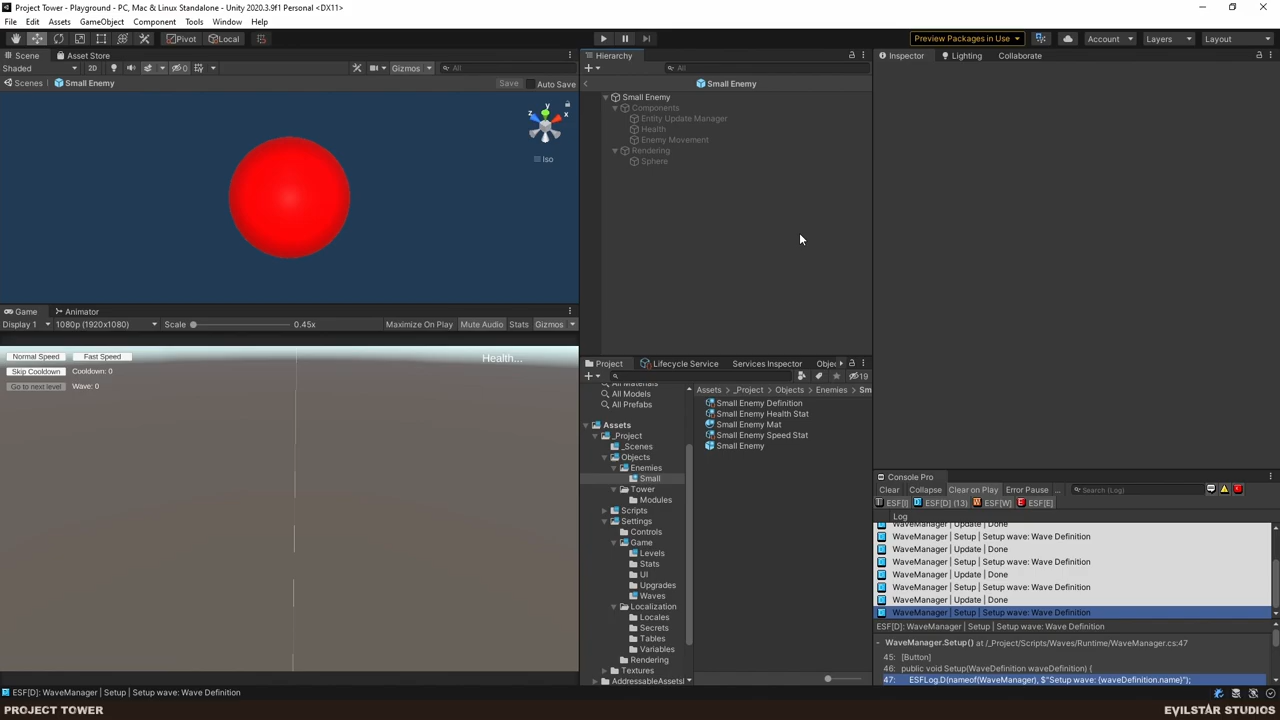 Project Tower - Playground - PC, Mac & Linux Standalone - Unity 2020.3.9f1 Personal <DX11>
File Edit Assets GameObject Component Tools Window Help
Pivot Local Preview Packages in Use Account Layers Layout
Scene Asset Store
Shaded 2D 0 Gizmos All
Scenes Small Enemy Save Auto Save
y
z
x
Iso
Hierarchy
All
Small Enemy
Small Enemy
Components
Entity Update Manager
Health
Enemy Movement
Rendering
Sphere
Inspector Lighting Collaborate
Game Animator
Display 1 1080p (1920x1080) Scale 0.45x Maximize On Play Mute Audio Stats Gizmos
Normal Speed Fast Speed
Skip Cooldown Cooldown: 0
Go to next level Wave: 0
Health...
Project Lifecycle Service Services Inspector Objec
19
All Materials
All Models
All Prefabs
Assets
_Project
_Scenes
Objects
Enemies
Small
Tower
Modules
Scripts
Settings
Controls
Game
Levels
Stats
UI
Upgrades
Waves
Localization
Locales
Secrets
Tables
Variables
Rendering
Textures
AddressableAssets
Assets _Project Objects Enemies Sm
Small Enemy Definition
Small Enemy Health Stat
Small Enemy Mat
Small Enemy Speed Stat
Small Enemy
Console Pro
Clear Collapse Clear on Play Error Pause ... Search (Log)
ESF[I] ESF[D] (13) ESF[W] ESF[E]
Log
WaveManager | Update | Done
WaveManager | Setup | Setup wave: Wave Definition
WaveManager | Update | Done
WaveManager | Setup | Setup wave: Wave Definition
WaveManager | Update | Done
WaveManager | Setup | Setup wave: Wave Definition
WaveManager | Update | Done
WaveManager | Setup | Setup wave: Wave Definition
ESF[D]: WaveManager | Setup | Setup wave: Wave Definition
- WaveManager.Setup() at /_Project/Scripts/Waves/Runtime/WaveManager.cs:47
45: [Button]
46: public void Setup(WaveDefinition waveDefinition) {
47: ESFLog.D(nameof(WaveManager), $"Setup wave: {waveDefinition.name}");
ESF[D]: WaveManager | Setup | Setup wave: Wave Definition
PROJECT TOWER
EVILSTAR STUDIOS